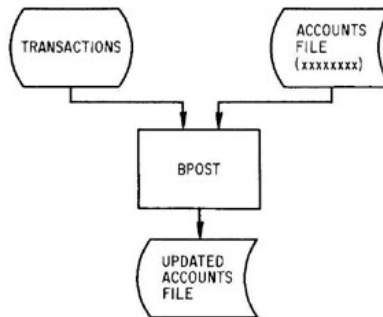 TRANSACTIONS
ACCOUNTS
FILE
(xxxxxxxx)
BPOST
UPDATED
ACCOUNTS
FILE